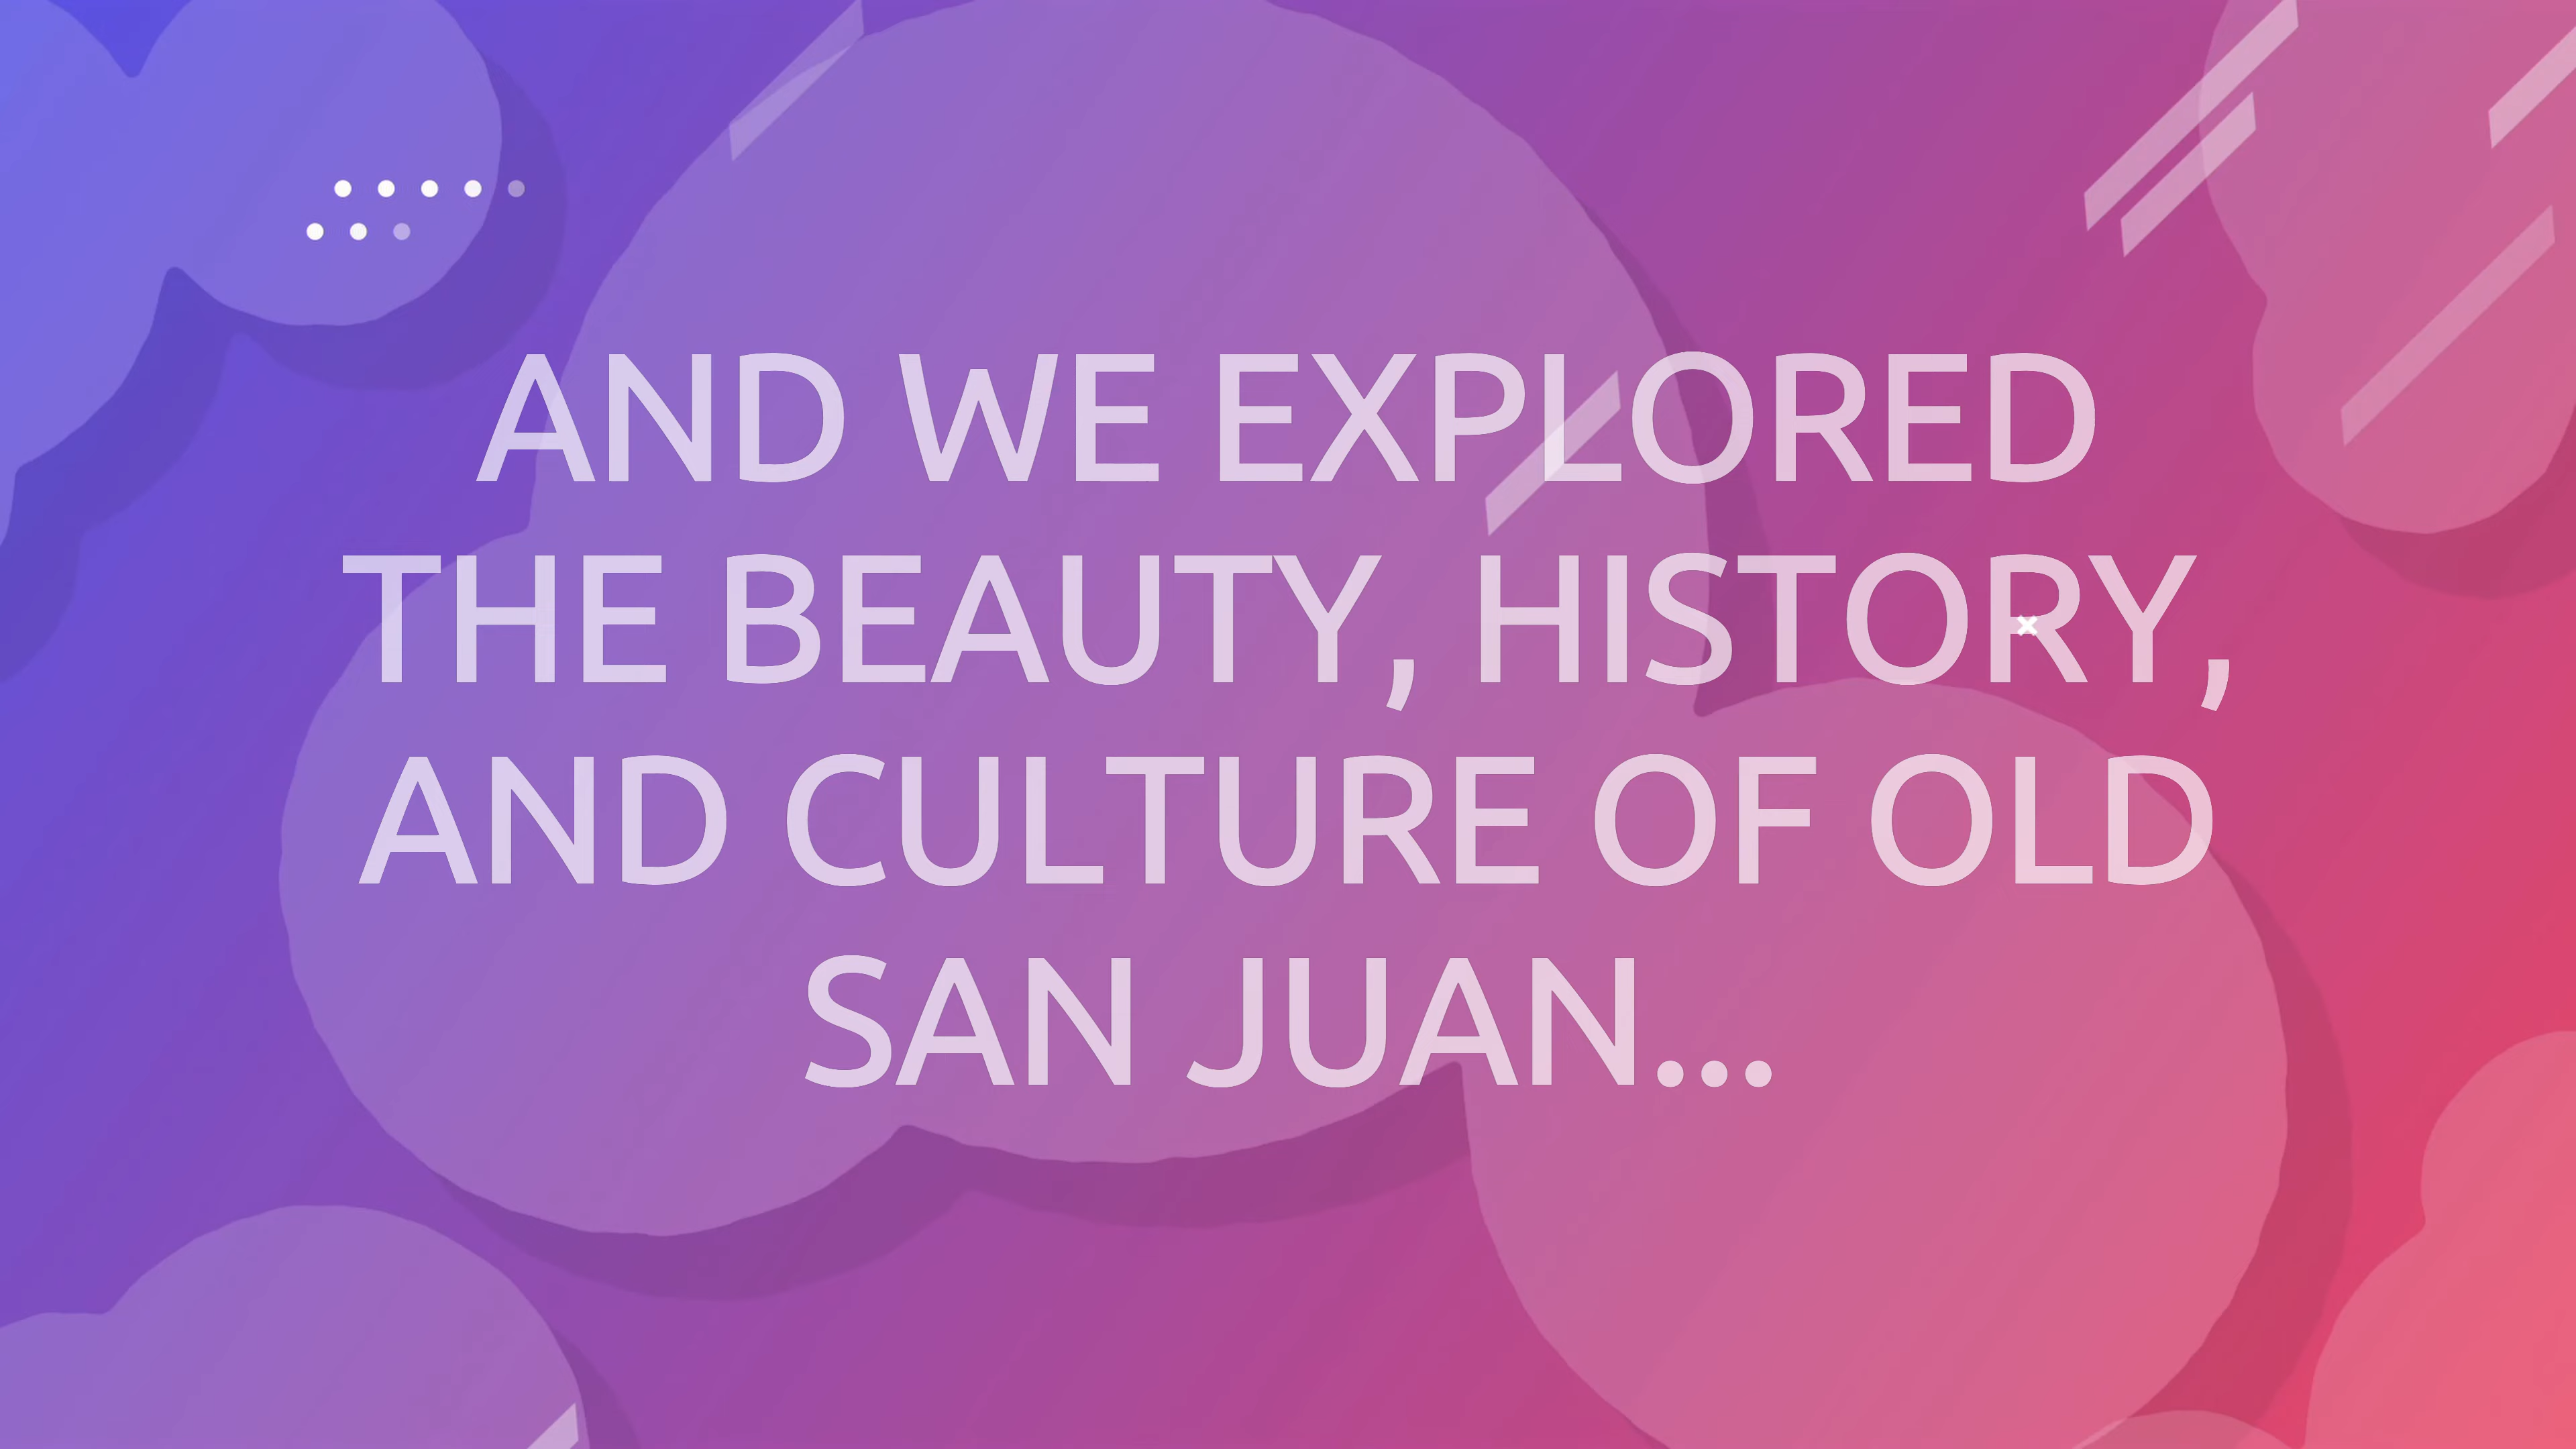 AND WE EXPLORED
THE BEAUTY, HISTORY,
AND CULTURE OF OLD
SAN JUAN...